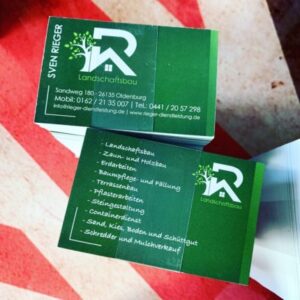 SVEN RIEGER
R
Landschaftsbau
Sandweg 180 - 26135 Oldenburg
Mobil: 0162 / 21 35 007 | Tel.: 0441 / 20 57 298
info@rieger-dienstleistung.de | www.rieger-dienstleistung.de
R
Landschaftsbau
- Landschaftsbau
- Zaun- und Holzbau
- Erdarbeiten
- Baumpflege- und Fällung
- Terrassenbau
- Pflasterarbeiten
- Steingestaltung
- Containerdienst
- Sand, Kies, Boden und Schüttgut
- Schredder und Mulchverkauf